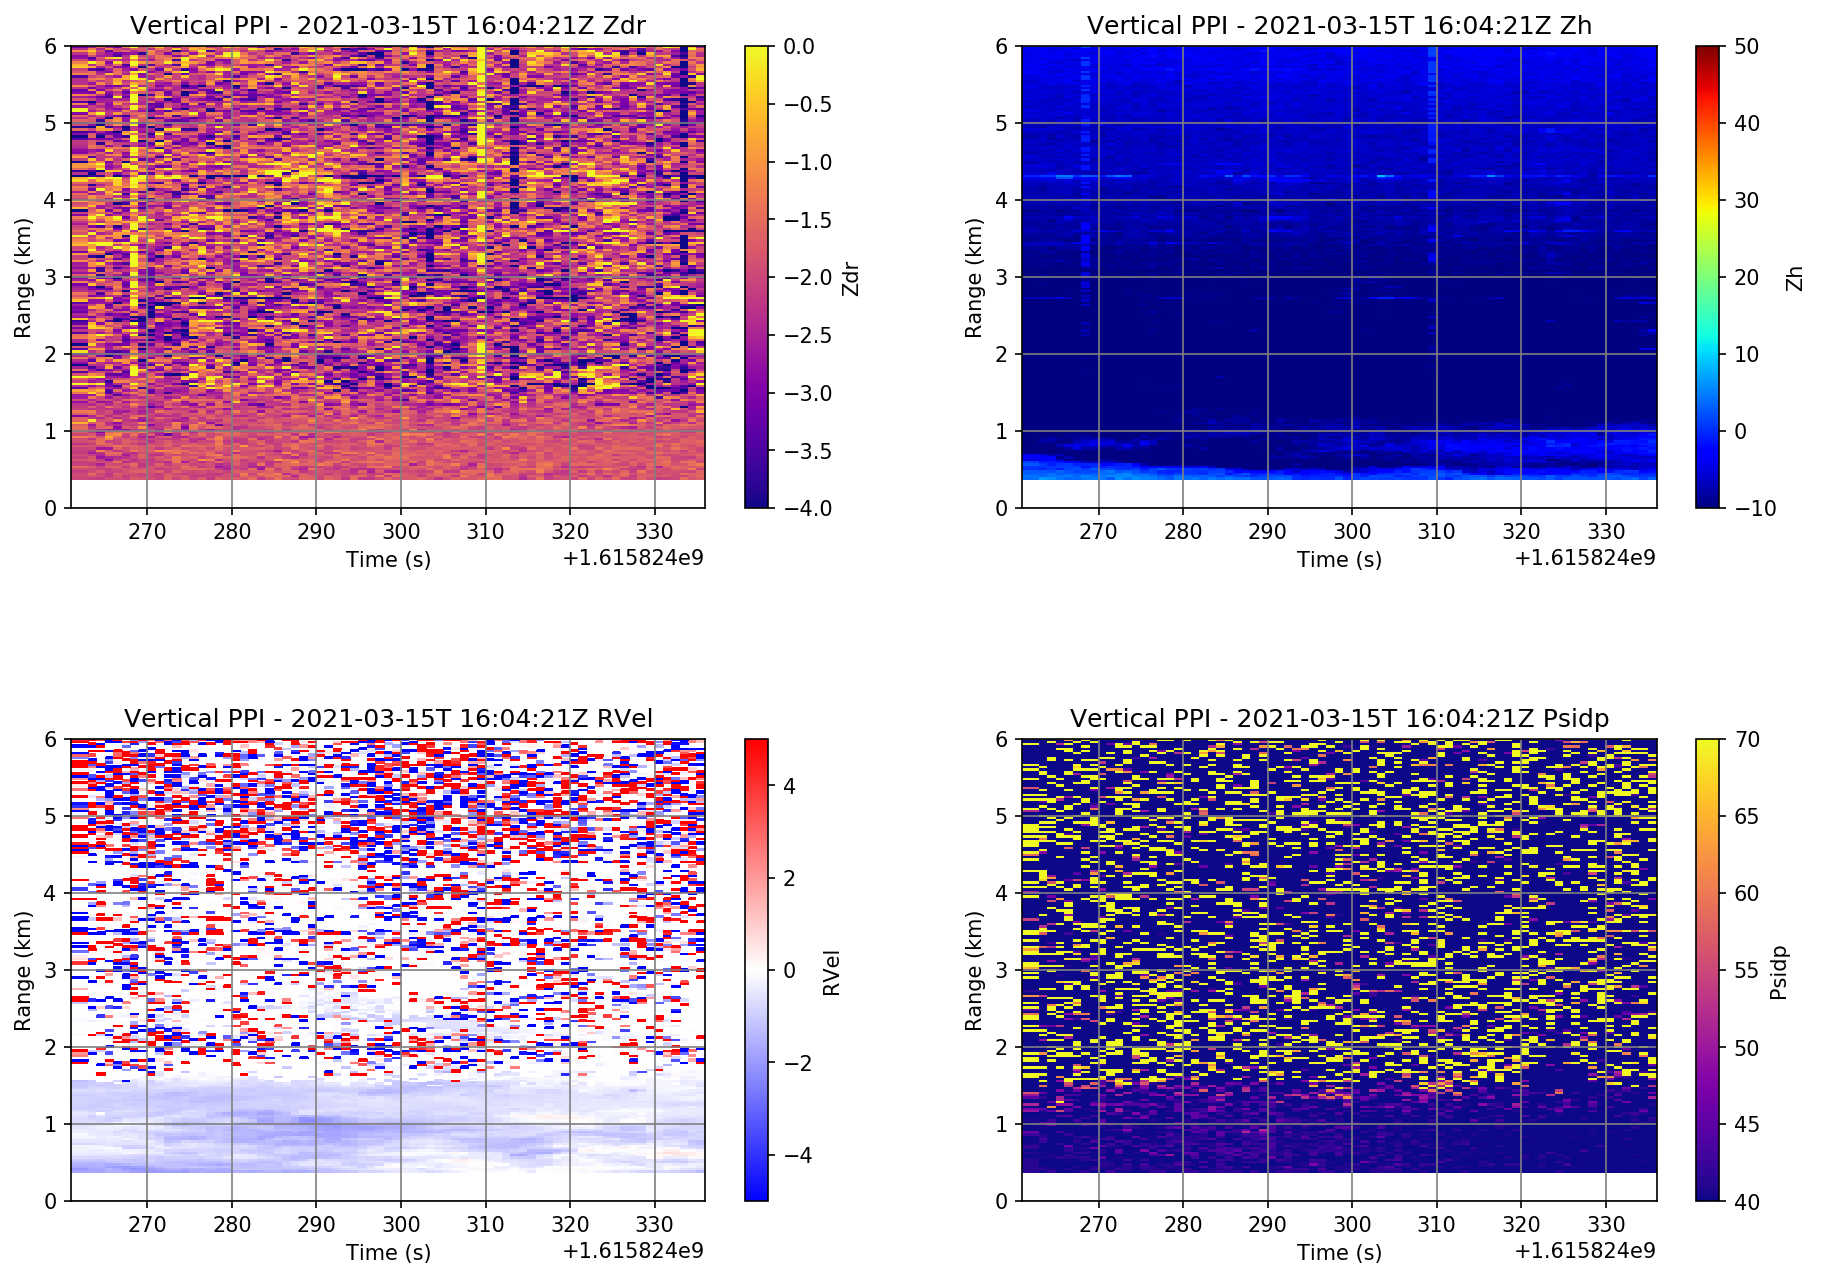 Vertical PPI - 2021-03-15T 16:04:21Z Zdr
6
5
4
3
2
1
0
Range (km)
270 280 290 300 310 320 330
Time (s)
+1.615824e9
0.0
−0.5
−1.0
−1.5
−2.0
−2.5
−3.0
−3.5
−4.0
Zdr
Vertical PPI - 2021-03-15T 16:04:21Z Zh
6
5
4
3
2
1
0
Range (km)
270 280 290 300 310 320 330
Time (s)
+1.615824e9
50
40
30
20
10
0
−10
Zh
Vertical PPI - 2021-03-15T 16:04:21Z RVel
6
5
4
3
2
1
0
Range (km)
270 280 290 300 310 320 330
Time (s)
+1.615824e9
4
2
0
−2
−4
RVel
Vertical PPI - 2021-03-15T 16:04:21Z Psidp
6
5
4
3
2
1
0
Range (km)
270 280 290 300 310 320 330
Time (s)
+1.615824e9
70
65
60
55
50
45
40
Psidp